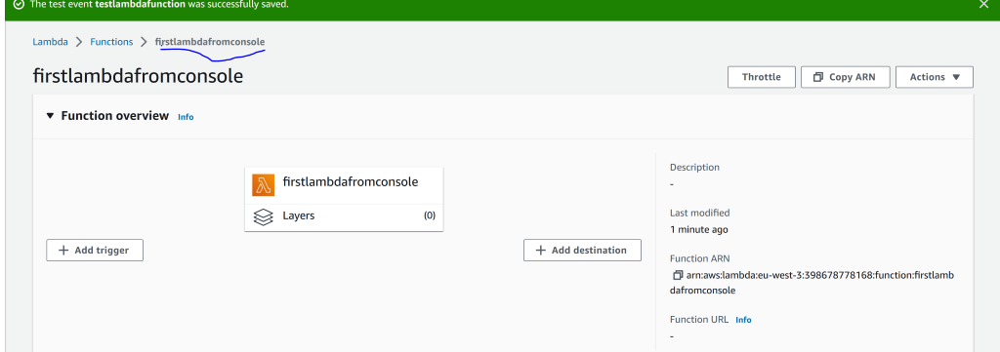 The test event testlambdafunction was successfully saved.
Lambda > Functions > firstlambdafromconsole
firstlambdafromconsole
Throttle
Copy ARN
Actions
Function overview Info
firstlambdafromconsole
Layers (0)
Add trigger
Add destination
Description
-
Last modified
1 minute ago
Function ARN
arn:aws:lambda:eu-west-3:398678778168:function:firstlamb
dafromconsole
Function URL Info
-